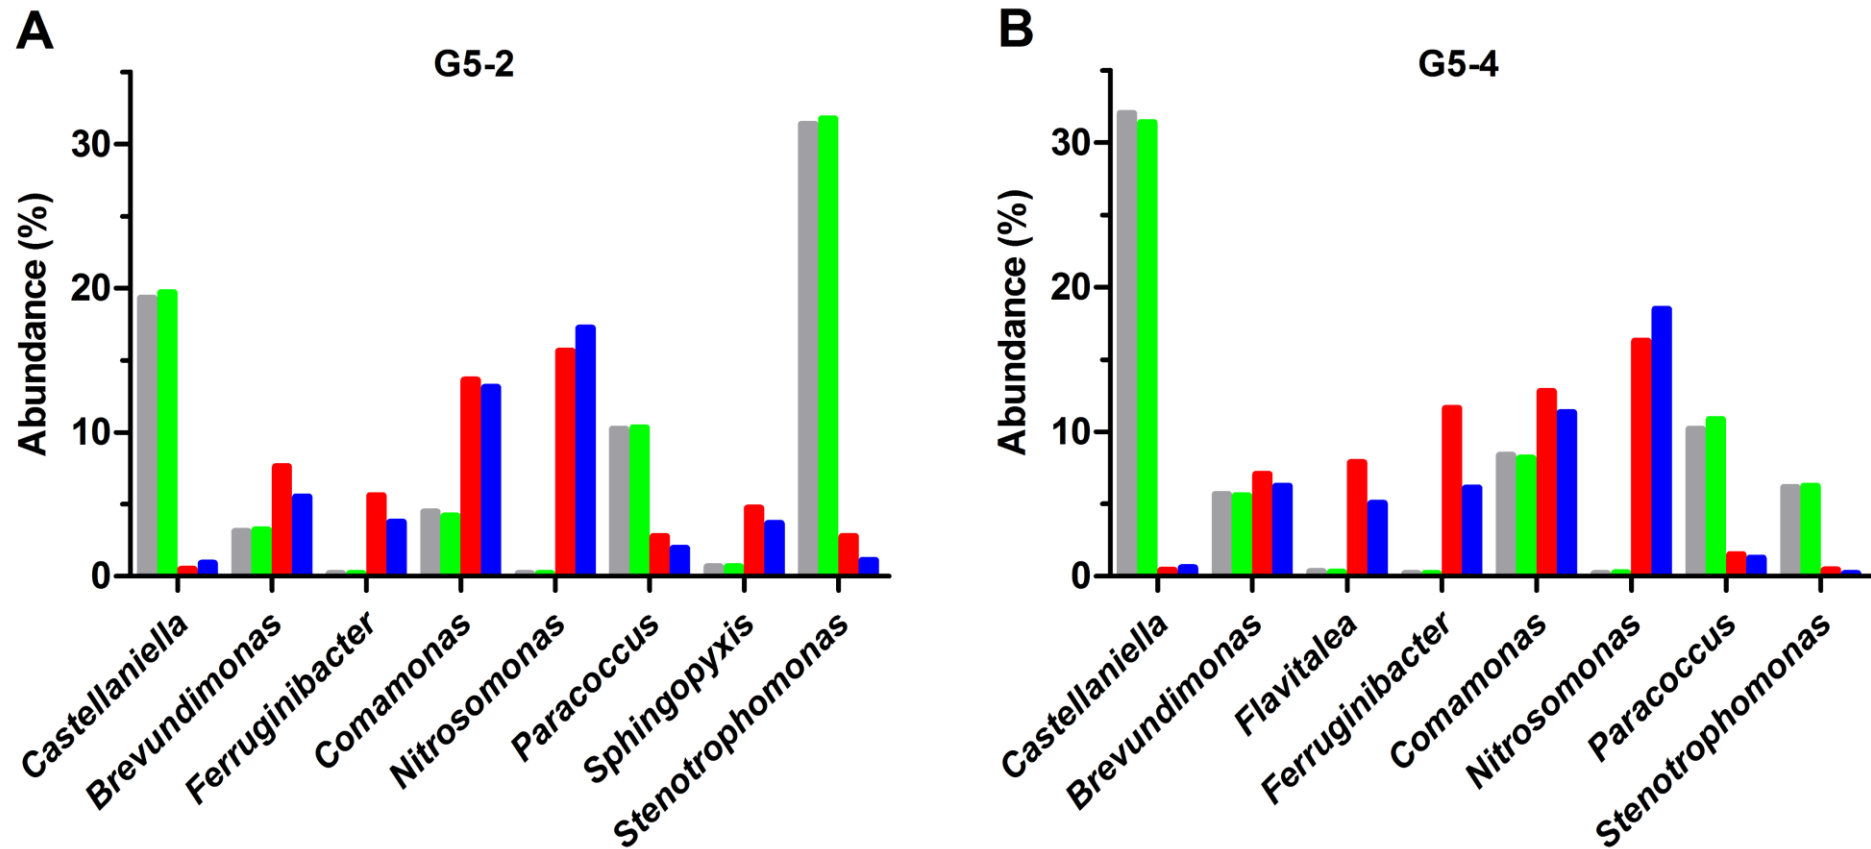 A
G5-2
Abundance (%)
30
20
10
0
Castellaniella
Brevundimonas
Ferruginibacter
Comamonas
Nitrosomonas
Paracoccus
Sphingopyxis
Stenotrophomonas
B
G5-4
Abundance (%)
30
20
10
0
Castellaniella
Brevundimonas
Flavitalea
Ferruginibacter
Comamonas
Nitrosomonas
Paracoccus
Stenotrophomonas